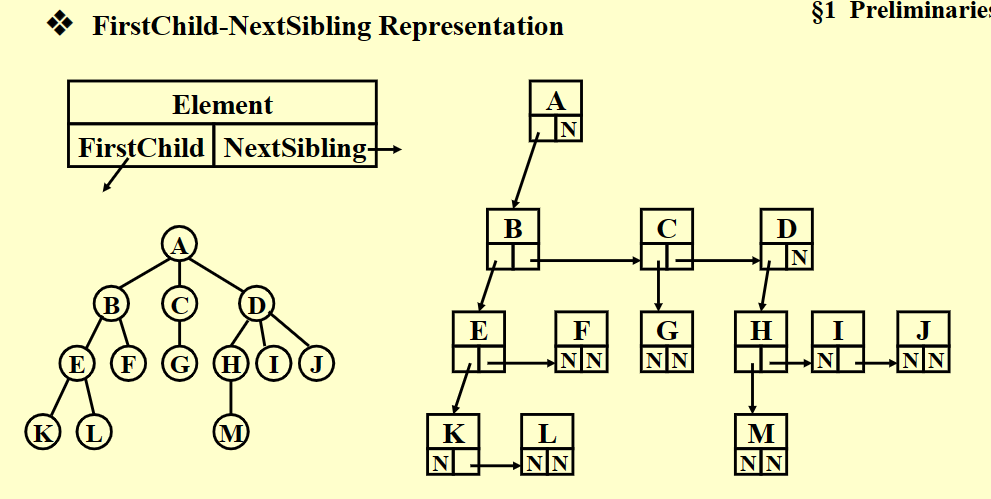 §1 Preliminaries
❖ FirstChild-NextSibling Representation
Element
FirstChild NextSibling
A
B C D
E F G H I J
K L M
A
N
B C D
N
E F G H I J
N N N N N N N
K L M
N N N N N